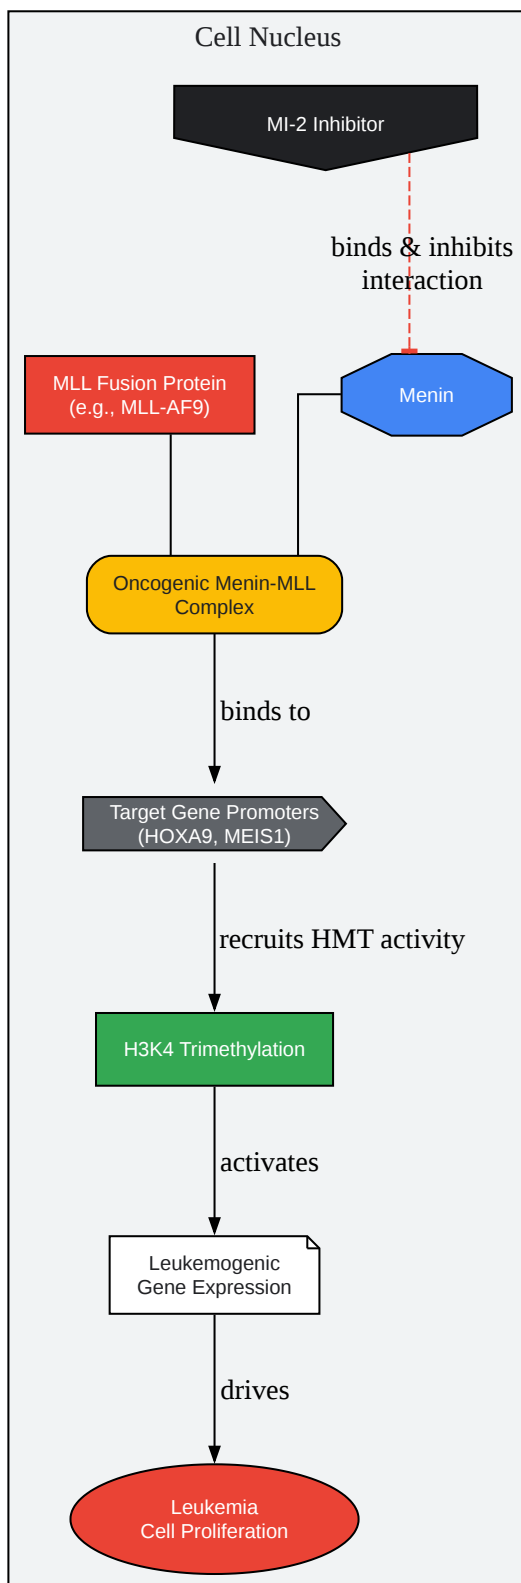 Cell Nucleus
MI-2 Inhibitor
binds & inhibits
interaction
MLL Fusion Protein
(e.g., MLL-AF9)
Menin
Oncogenic Menin-MLL
Complex
binds to
Target Gene Promoters
(HOXA9, MEIS1)
recruits HMT activity
H3K4 Trimethylation
activates
Leukemogenic
Gene Expression
drives
Leukemia
Cell Proliferation